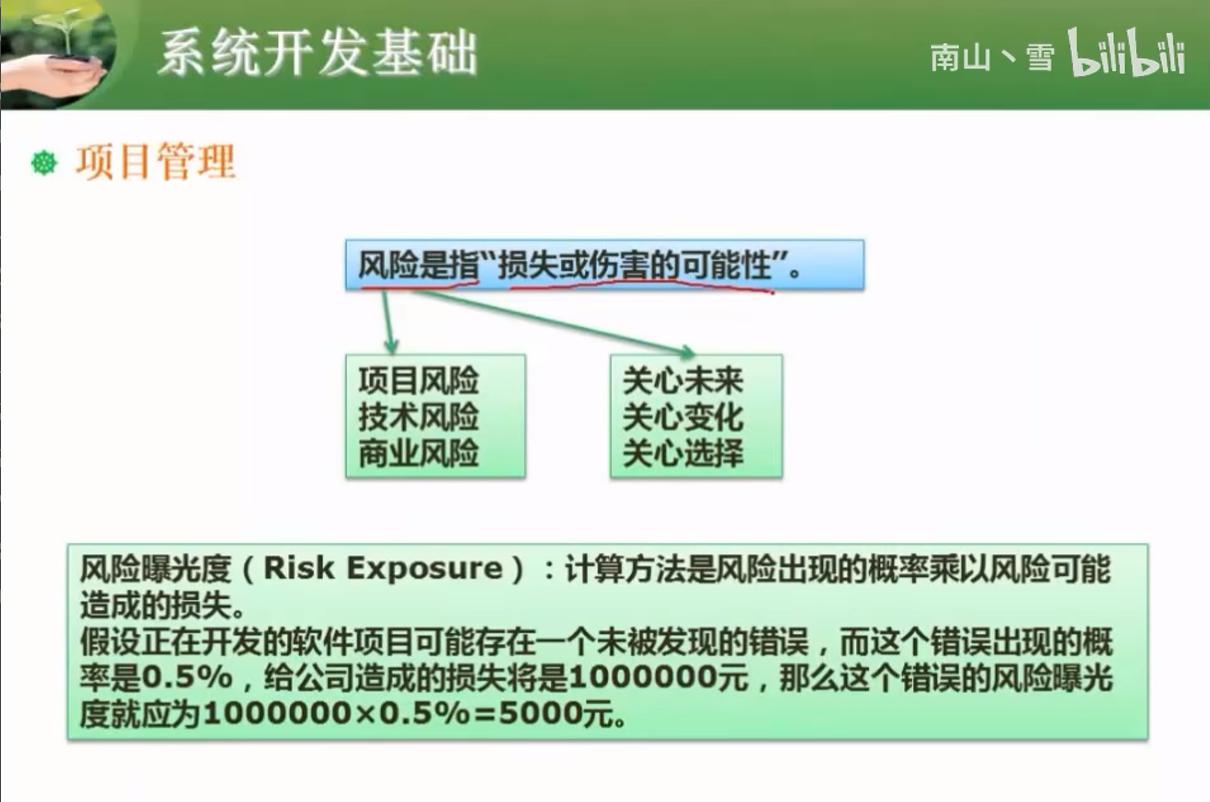 系统开发基础
南山丶雪 bilibili
项目管理
风险是指“损失或伤害的可能性”。
项目风险
技术风险
商业风险
关心未来
关心变化
关心选择
风险曝光度（Risk Exposure）：计算方法是风险出现的概率乘以风险可能
造成的损失。
假设正在开发的软件项目可能存在一个未被发现的错误，而这个错误出现的概
率是0.5%，给公司造成的损失将是1000000元，那么这个错误的风险曝光
度就应为1000000×0.5%=5000元。